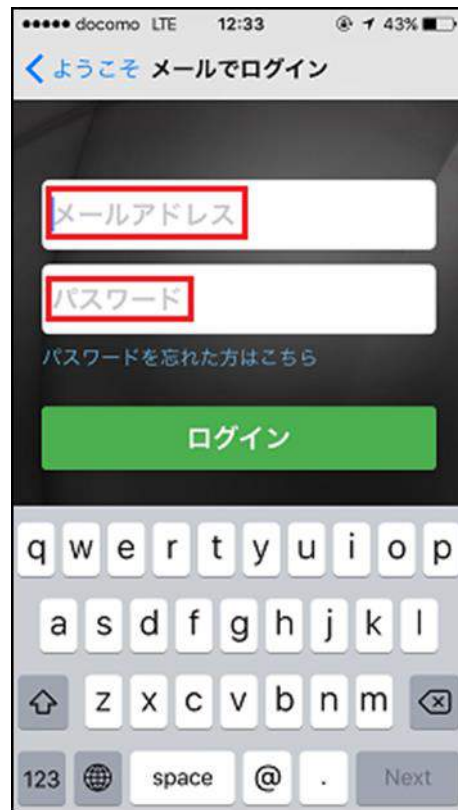 docomo LTE 12:33 43%
ようこそ メールでログイン
メールアドレス
パスワード
パスワードを忘れた方はこちら
ログイン
q w e r t y u i o p
a s d f g h j k l
z x c v b n m
123 space @ . Next